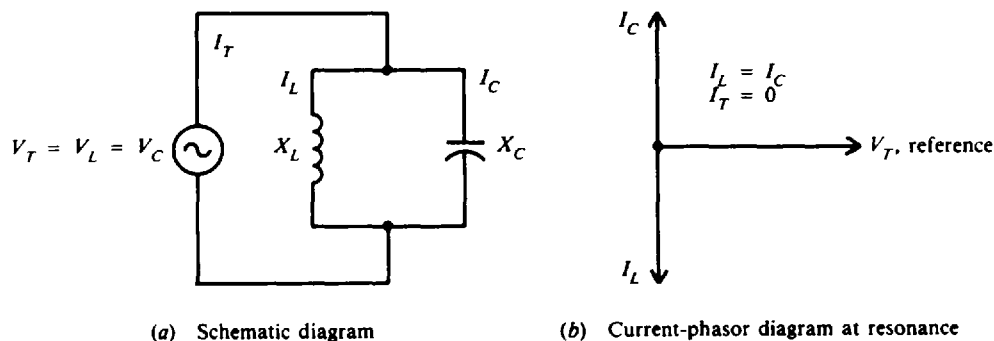 I_T
I_L
I_C
V_T = V_L = V_C
X_L
X_C
(a) Schematic diagram
I_C
I_L = I_C
I_T = 0
V_T, reference
I_L
(b) Current-phasor diagram at resonance